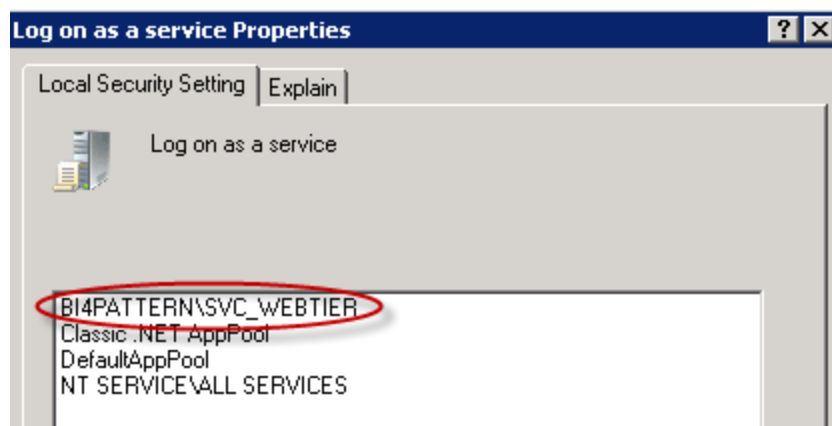 Log on as a service Properties
Local Security Setting
Explain
Log on as a service
BI4PATTERN\SVC_WEBTIER
Classic .NET AppPool
DefaultAppPool
NT SERVICE\ALL SERVICES